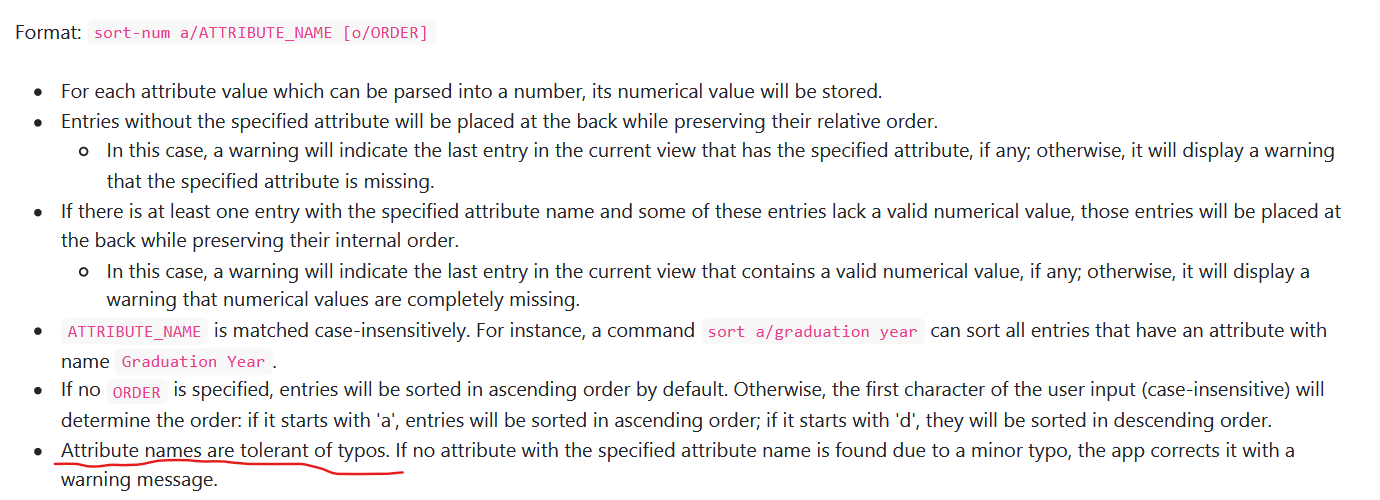 Format: sort-num a/ATTRIBUTE_NAME [o/ORDER]
• For each attribute value which can be parsed into a number, its numerical value will be stored.
• Entries without the specified attribute will be placed at the back while preserving their relative order.
○ In this case, a warning will indicate the last entry in the current view that has the specified attribute, if any; otherwise, it will display a warning
that the specified attribute is missing.
• If there is at least one entry with the specified attribute name and some of these entries lack a valid numerical value, those entries will be placed at
the back while preserving their internal order.
○ In this case, a warning will indicate the last entry in the current view that contains a valid numerical value, if any; otherwise, it will display a
warning that numerical values are completely missing.
• ATTRIBUTE_NAME is matched case-insensitively. For instance, a command sort a/graduation year can sort all entries that have an attribute with
name Graduation Year .
• If no ORDER is specified, entries will be sorted in ascending order by default. Otherwise, the first character of the user input (case-insensitive) will
determine the order: if it starts with 'a', entries will be sorted in ascending order; if it starts with 'd', they will be sorted in descending order.
• Attribute names are tolerant of typos. If no attribute with the specified attribute name is found due to a minor typo, the app corrects it with a
warning message.